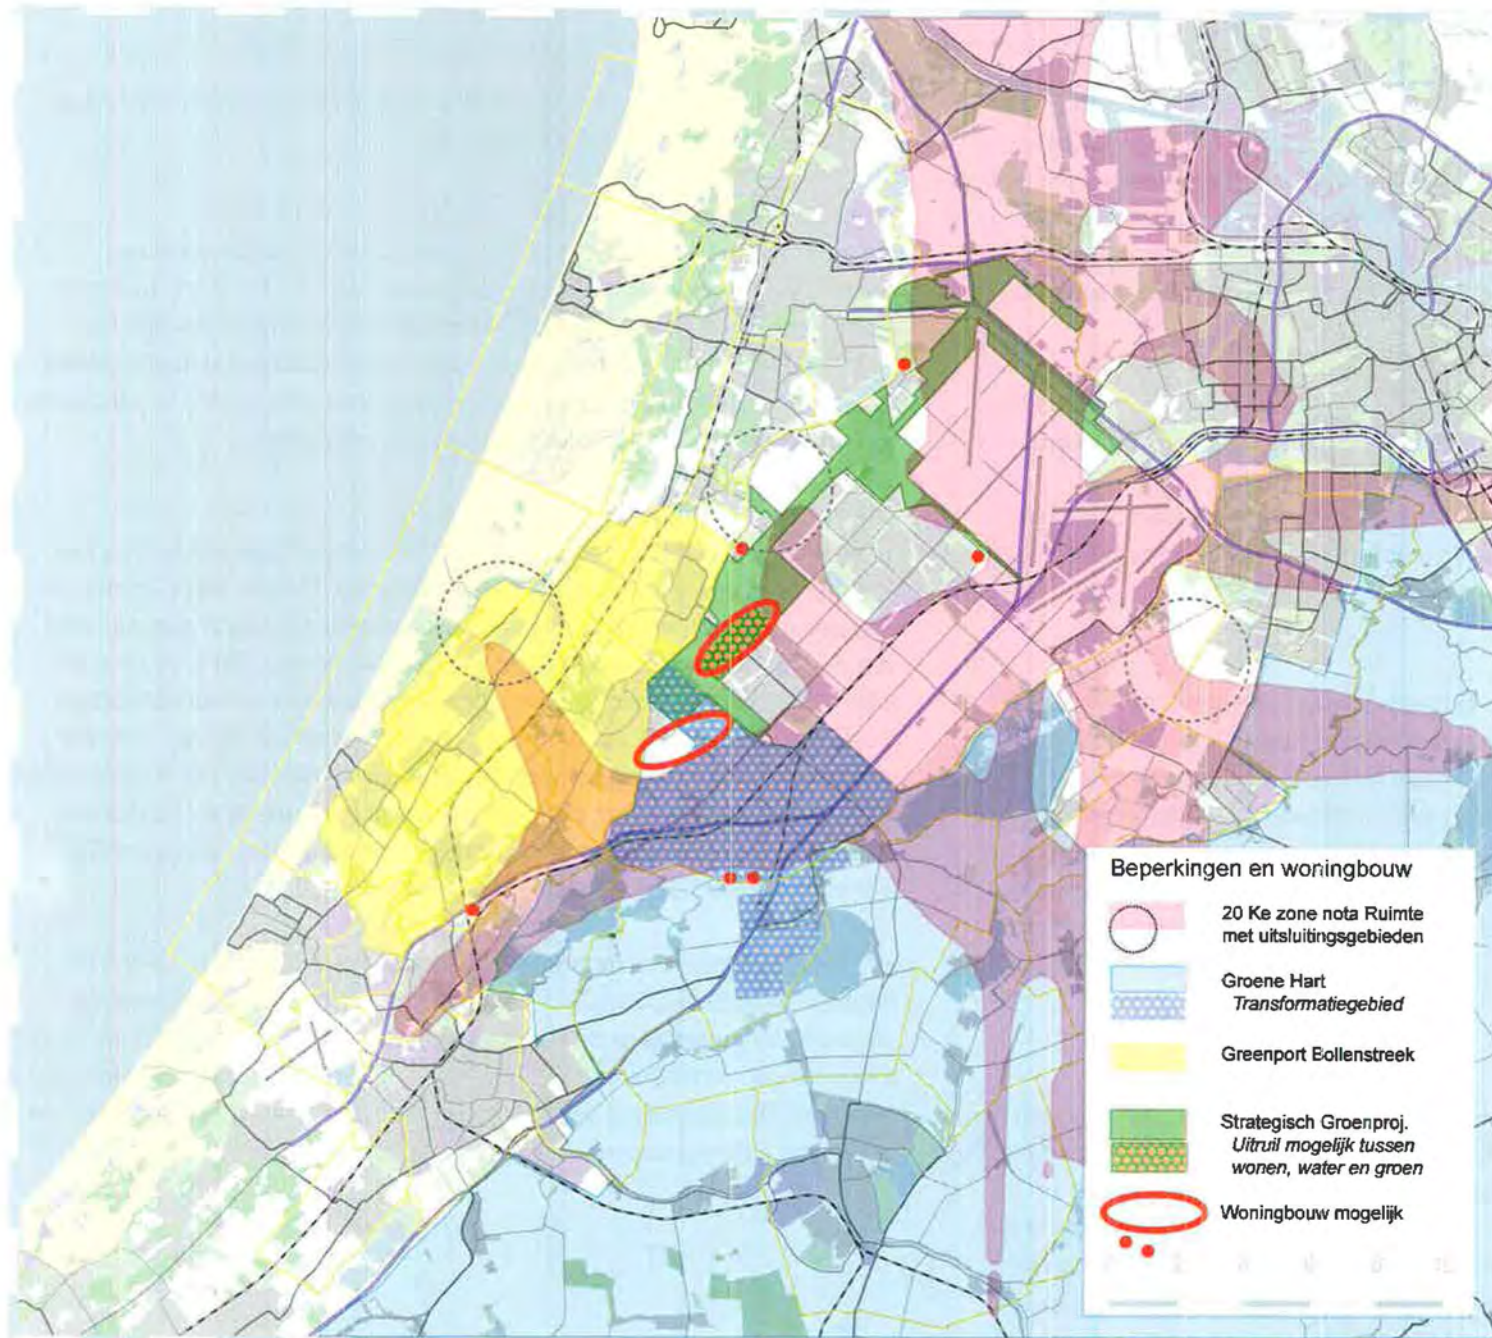 Beperkingen en woningbouw
20 Ke zone nota Ruimte
met uitsluitingsgebieden
Groene Hart
Transformatiegebied
Greenport Bollenstreek
Strategisch Groenproj.
Uitruil mogelijk tussen
wonen, water en groen
Woningbouw mogelijk